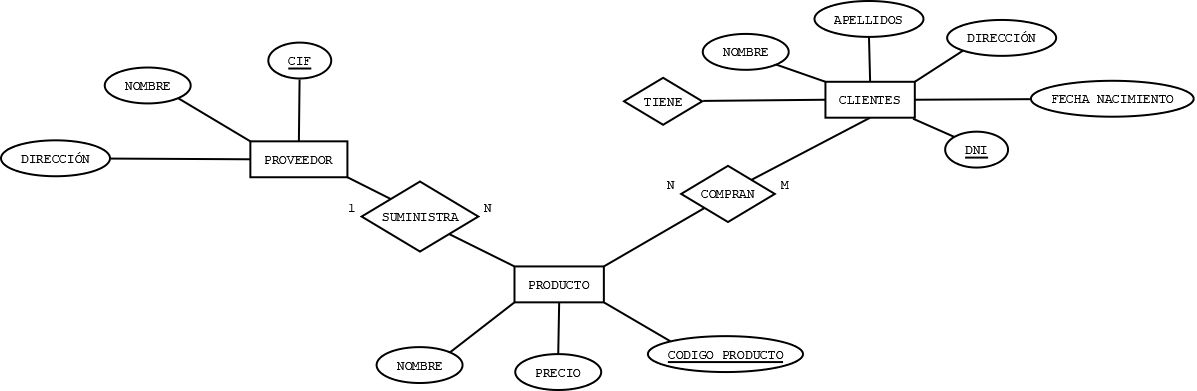 APELLIDOS
DIRECCIÓN
NOMBRE
CIF
NOMBRE
TIENE
CLIENTES
FECHA NACIMIENTO
DIRECCIÓN
PROVEEDOR
DNI
N
M
COMPRAN
1
N
SUMINISTRA
PRODUCTO
CODIGO PRODUCTO
NOMBRE
PRECIO